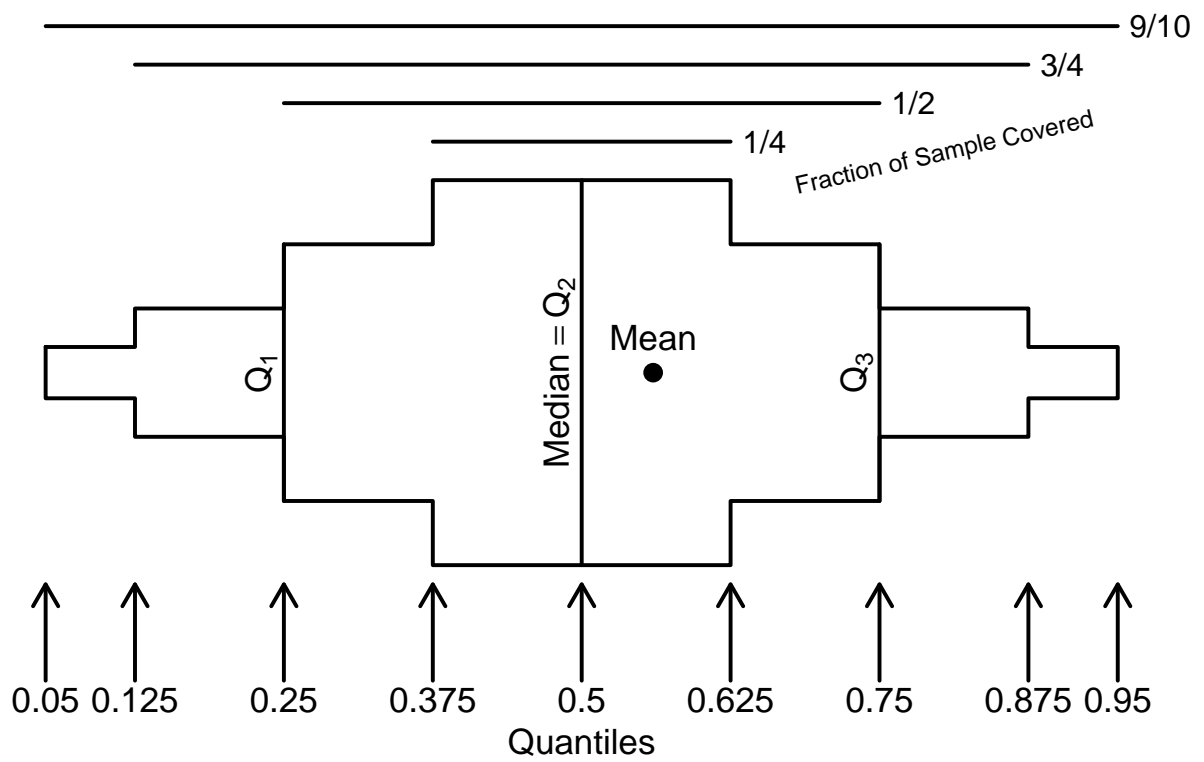 9/10
3/4
1/2
1/4
Fraction of Sample Covered
Q1
Median = Q2
Mean
Q3
0.05 0.125 0.25 0.375 0.5 0.625 0.75 0.875 0.95
Quantiles